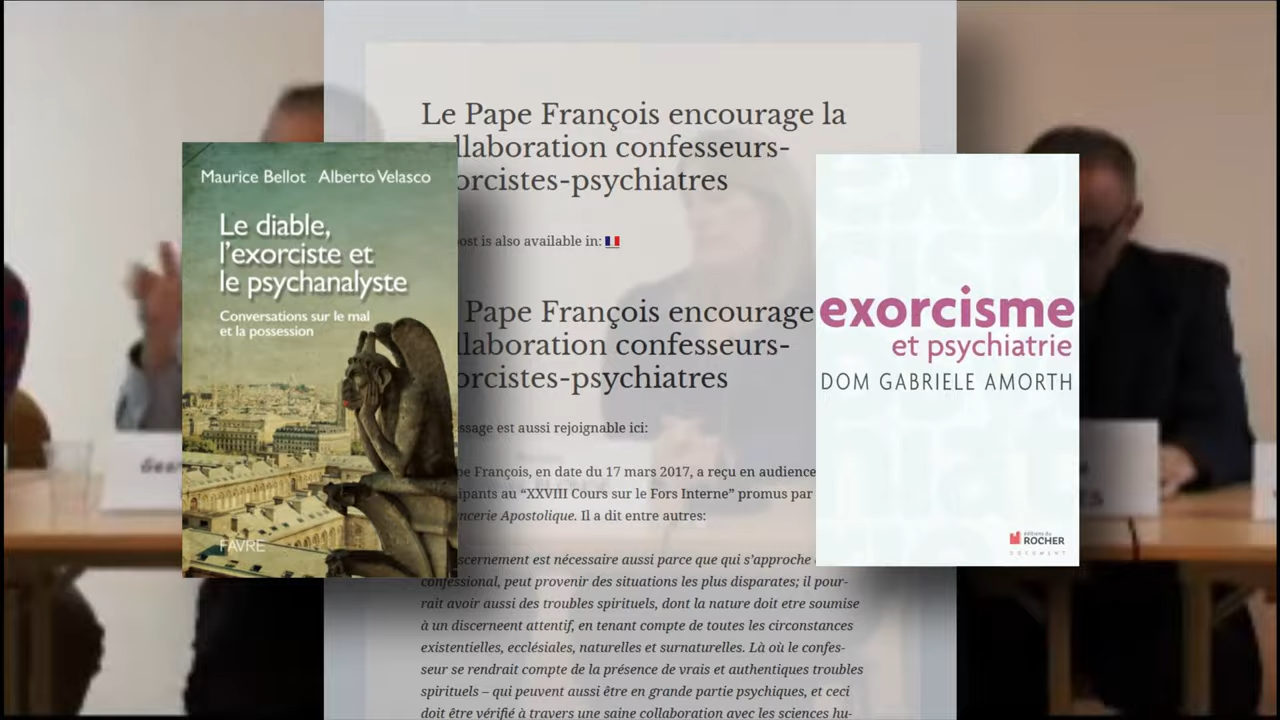 Le Pape François encourage la
llaboration confesseurs-
orcistes-psychiatres
ost is also available in:
Pape François encourage
llaboration confesseurs-
orcistes-psychiatres
ssage est aussi rejoignable ici:
pe François, en date du 17 mars 2017, a reçu en audience
cipants au “XXVIII Cours sur le Fors Interne” promus par
encerie Apostolique. Il a dit entre autres:
scernement est nécessaire aussi parce que qui s’approche
confessional, peut provenir des situations les plus disparates; il pour-
rait avoir aussi des troubles spirituels, dont la nature doit etre soumise
à un discerneent attentif, en tenant compte de toutes les circonstances
existentielles, ecclésiales, naturelles et surnaturelles. Là où le confes-
seur se rendrait compte de la présence de vrais et authentiques troubles
spirituels – qui peuvent aussi être en grande partie psychiques, et ceci
doit être vérifié à travers une saine collaboration avec les sciences hu-
Maurice Bellot Alberto Velasco
Le diable,
l’exorciste et
le psychanalyste
Conversations sur le mal
et la possession
FAVRE
exorcisme
et psychiatrie
DOM GABRIELE AMORTH
éditions du
ROCHER
DOCUMENT